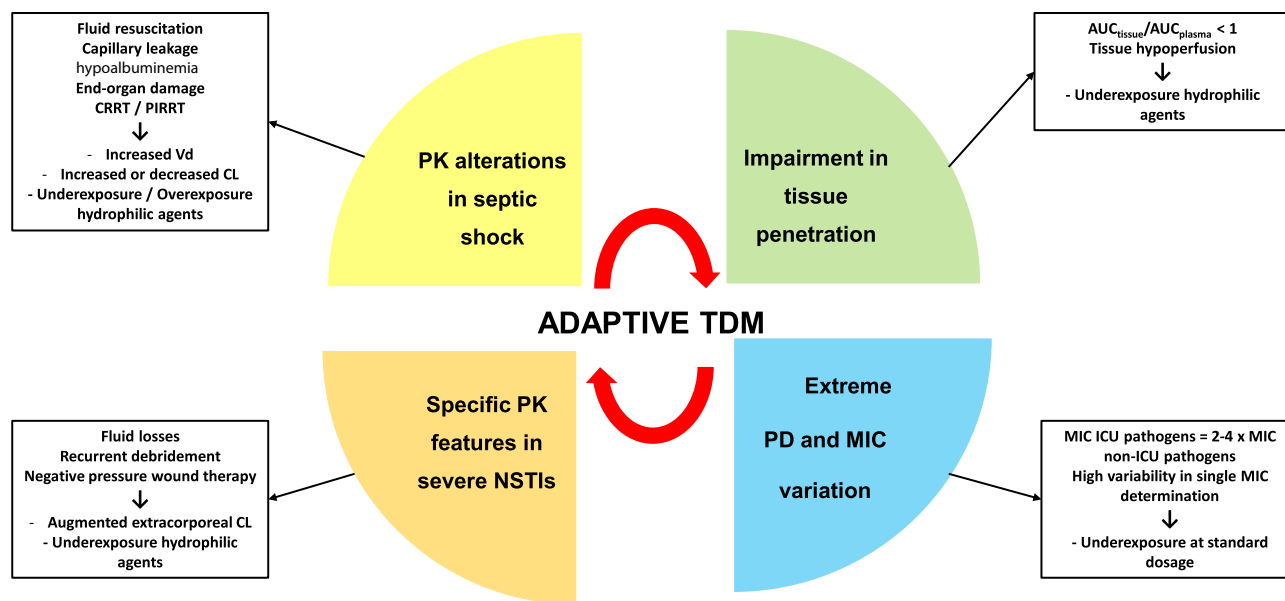 Fluid resuscitation
Capillary leakage
hypoalbuminemia
End-organ damage
CRRT / PIRRT
↓
- Increased Vd
- Increased or decreased CL
- Underexposure / Overexposure
hydrophilic agents
PK alterations
in septic
shock
Impairment in
tissue
penetration
AUCtissue/AUCplasma < 1
Tissue hypoperfusion
↓
- Underexposure hydrophilic
agents
ADAPTIVE TDM
Fluid losses
Recurrent debridement
Negative pressure wound therapy
↓
- Augmented extracorporeal CL
- Underexposure hydrophilic
agents
Specific PK
features in
severe NSTIs
Extreme
PD and MIC
variation
MIC ICU pathogens = 2-4 x MIC
non-ICU pathogens
High variability in single MIC
determination
↓
- Underexposure at standard
dosage